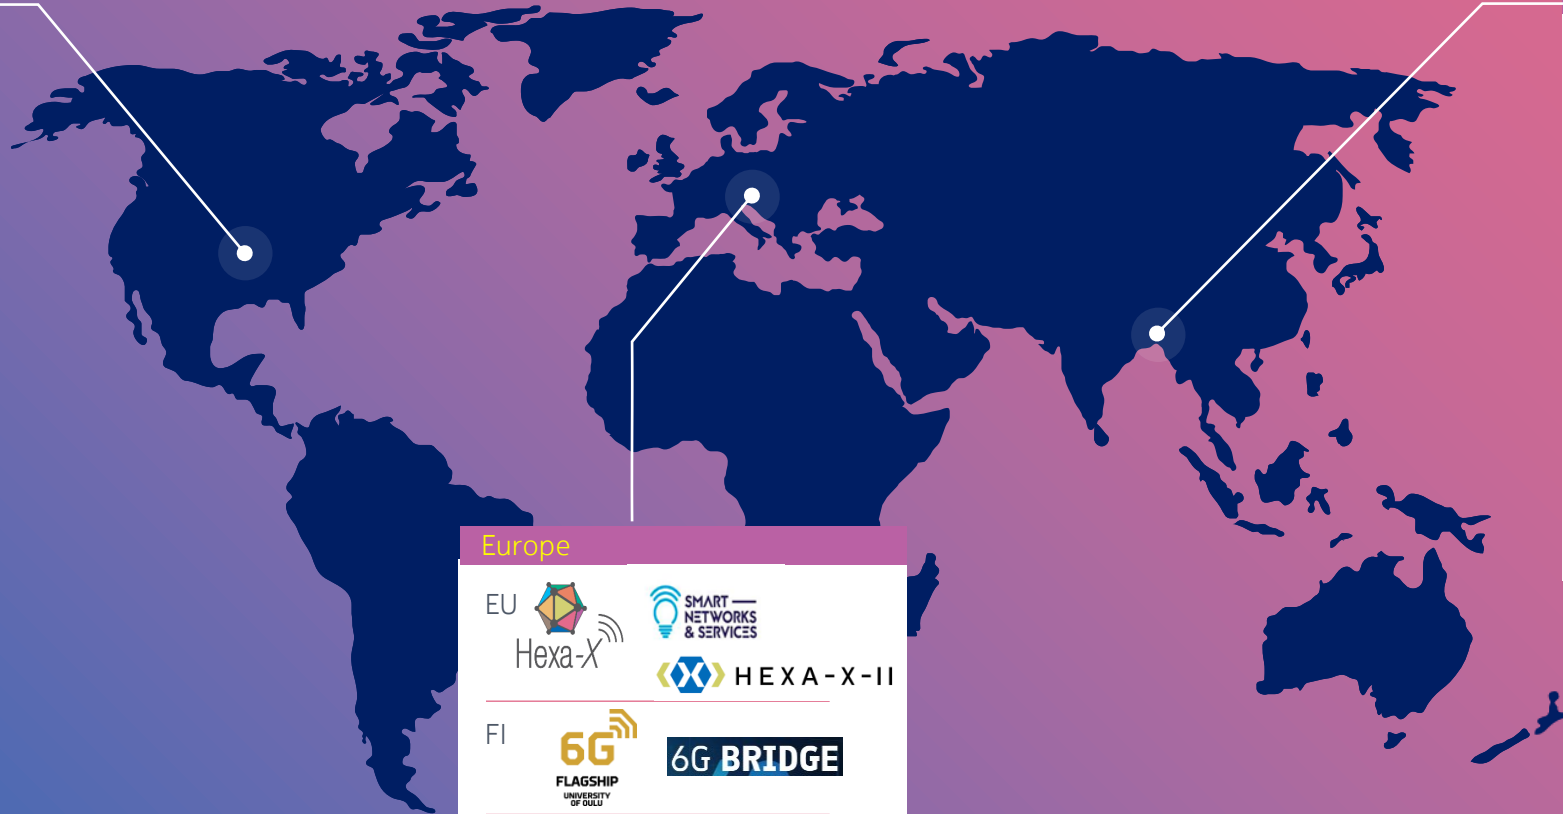 Europe
EU
Hexa-X
SMART
NETWORKS
& SERVICES
HEXA-X-II
FI
6G
FLAGSHIP
UNIVERSITY
OF OULU
6G BRIDGE